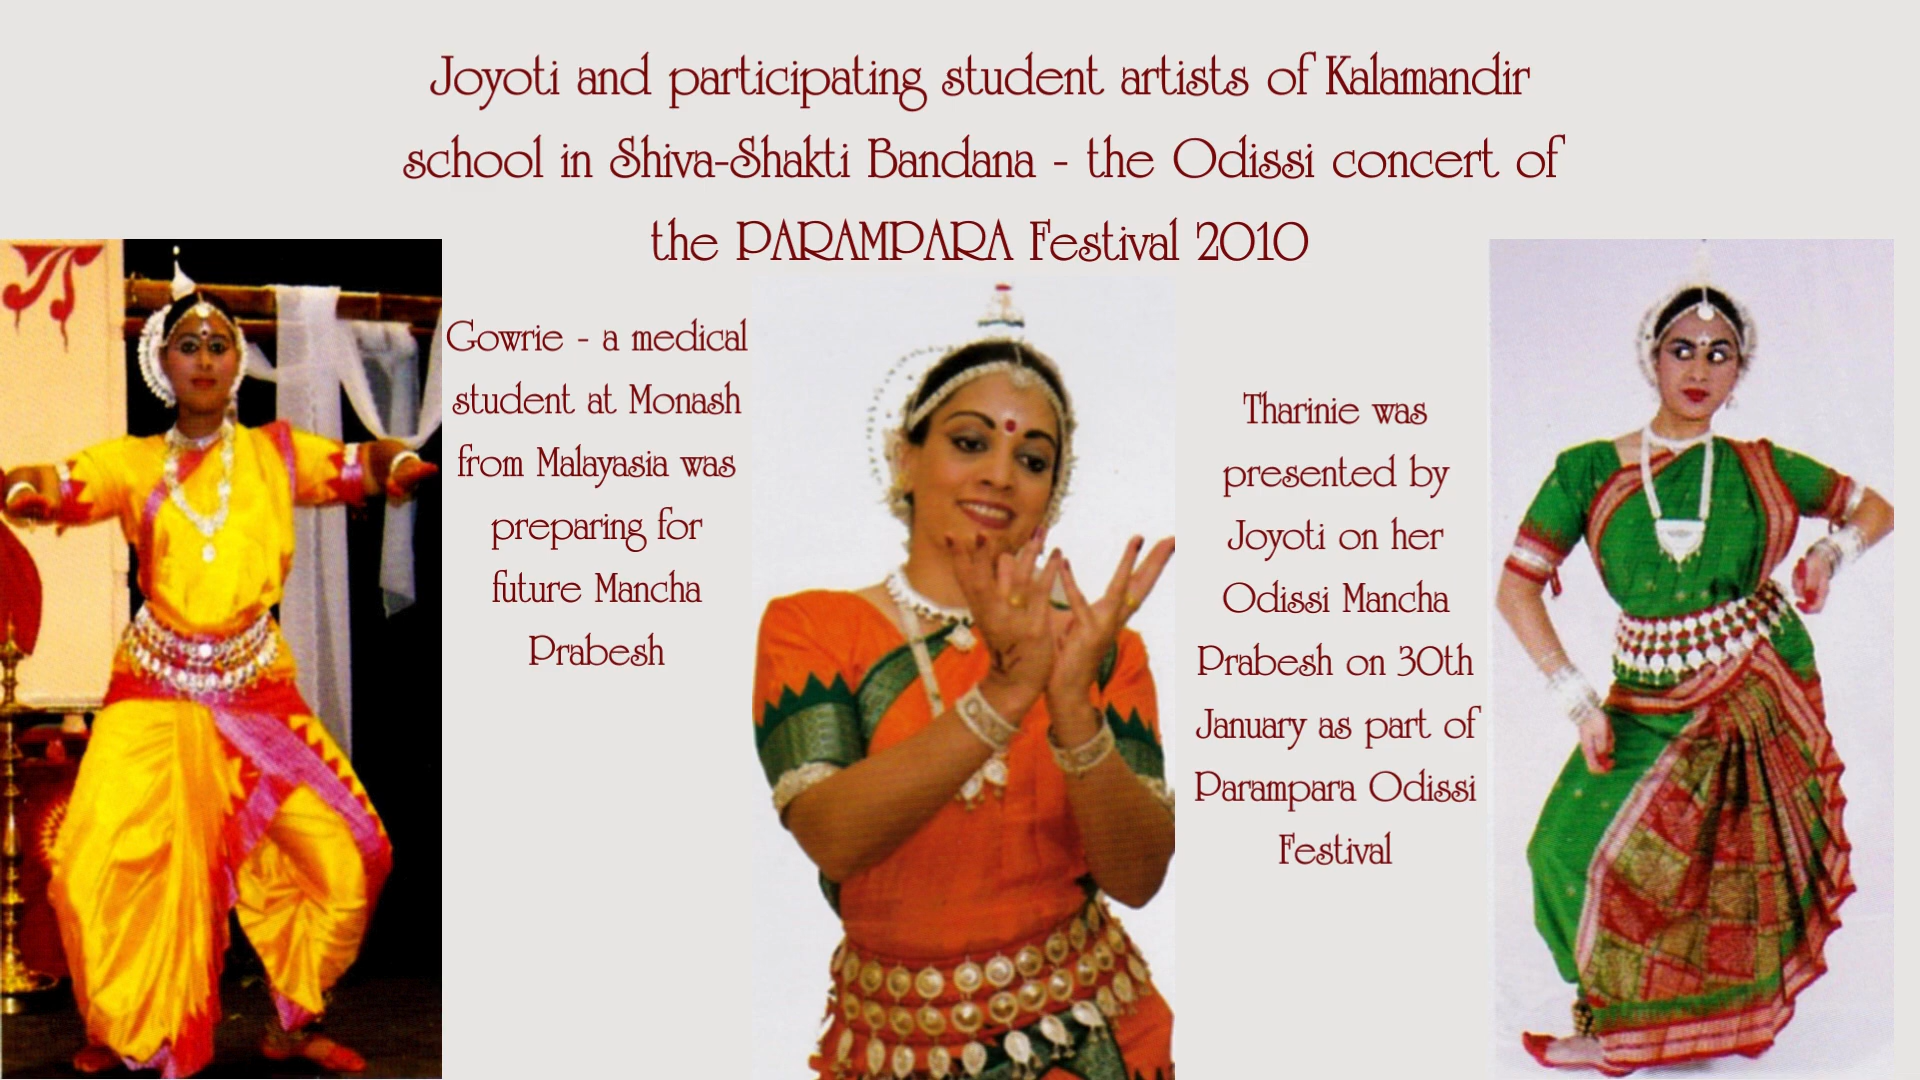 Joyoti and participating student artists of Kalamandir
school in Shiva-Shakti Bandana - the Odissi concert of
the PARAMPARA Festival 2010
Gowrie - a medical
student at Monash
from Malayasia was
preparing for
future Mancha
Prabesh
Tharinie was
presented by
Joyoti on her
Odissi Mancha
Prabesh on 30th
January as part of
Parampara Odissi
Festival